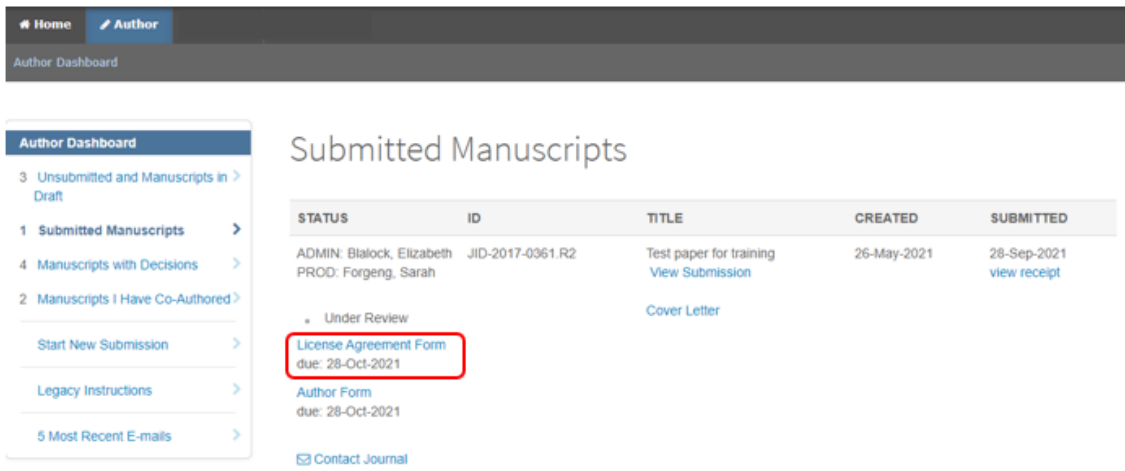 Home Author
Author Dashboard
Author Dashboard
3 Unsubmitted and Manuscripts in
Draft
1 Submitted Manuscripts
4 Manuscripts with Decisions
2 Manuscripts I Have Co-Authored
Start New Submission
Legacy Instructions
5 Most Recent E-mails
Submitted Manuscripts
STATUS ID TITLE CREATED SUBMITTED
ADMIN: Blalock, Elizabeth JID-2017-0361.R2 Test paper for training 26-May-2021 28-Sep-2021
PROD: Forgeng, Sarah View Submission view receipt
Under Review Cover Letter
License Agreement Form
due: 28-Oct-2021
Author Form
due: 28-Oct-2021
Contact Journal